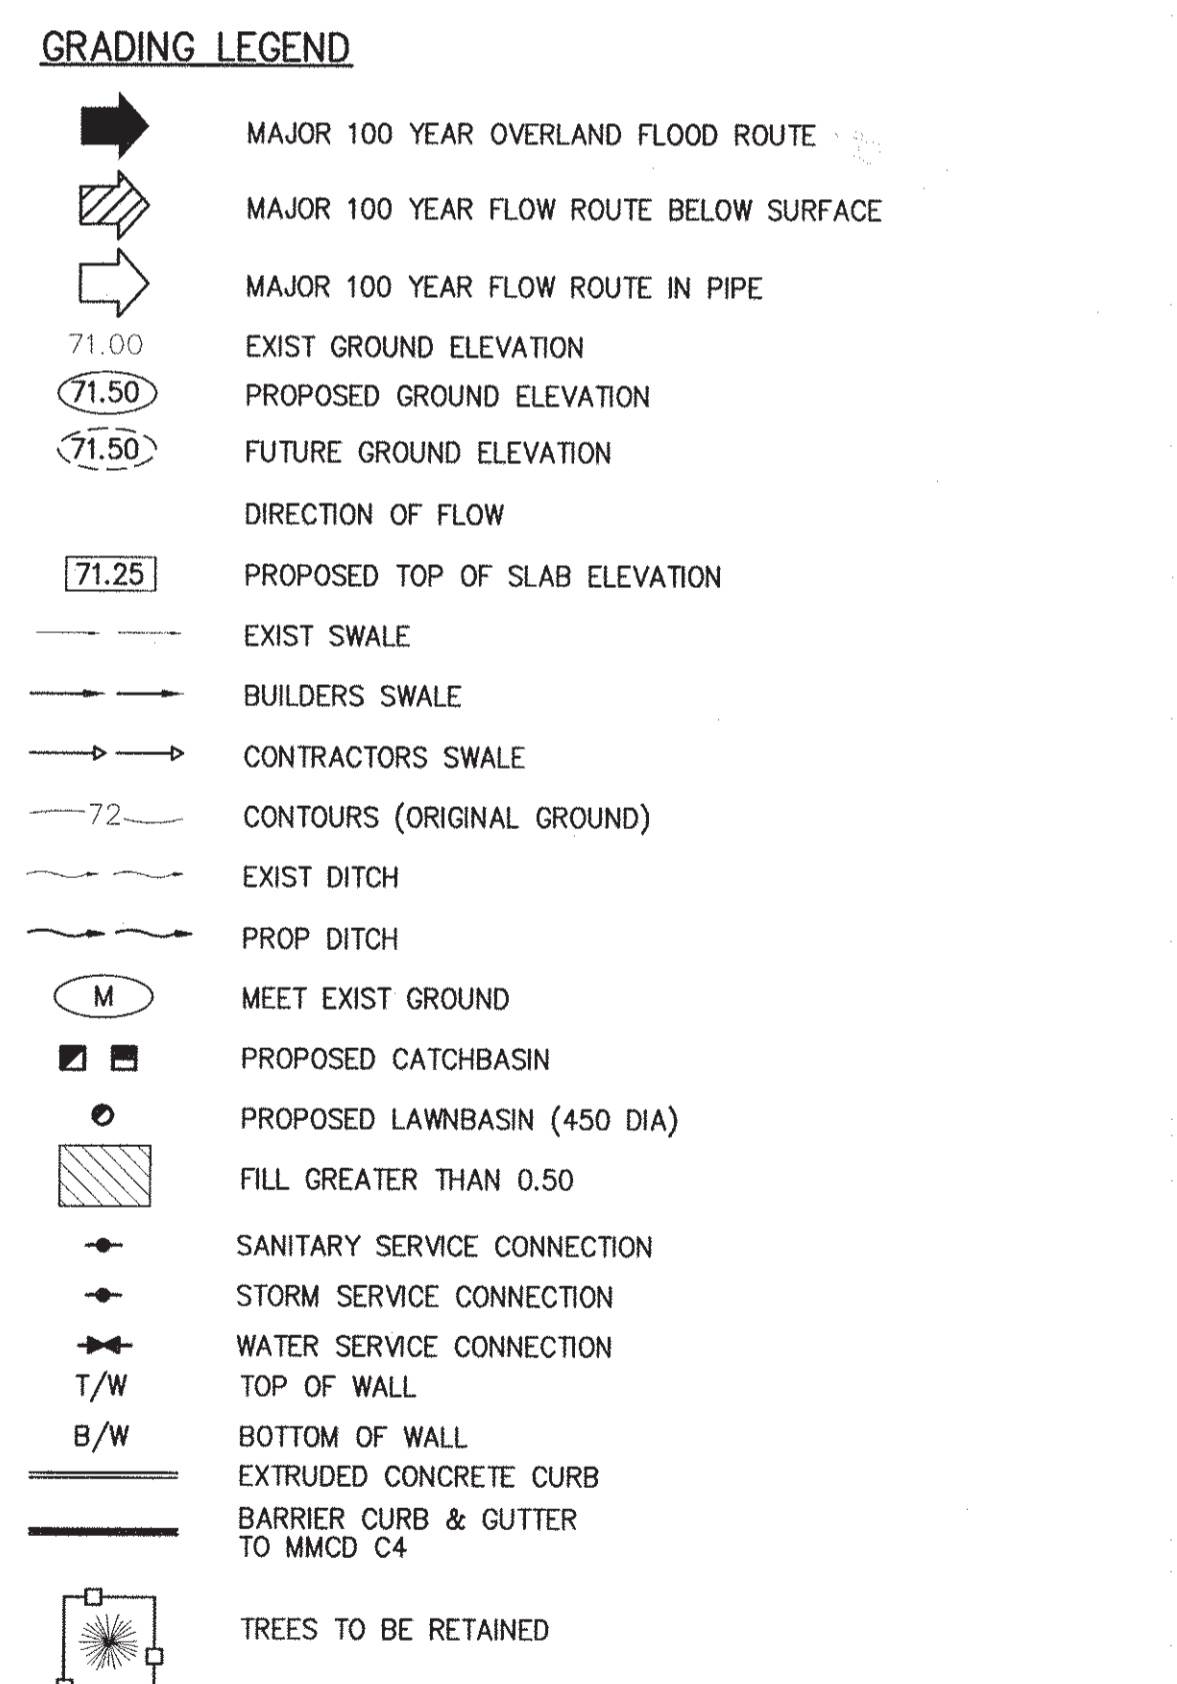 GRADING LEGEND
MAJOR 100 YEAR OVERLAND FLOOD ROUTE
MAJOR 100 YEAR FLOW ROUTE BELOW SURFACE
MAJOR 100 YEAR FLOW ROUTE IN PIPE
71.00 EXIST GROUND ELEVATION
71.50 PROPOSED GROUND ELEVATION
71.50 FUTURE GROUND ELEVATION
DIRECTION OF FLOW
71.25 PROPOSED TOP OF SLAB ELEVATION
EXIST SWALE
BUILDERS SWALE
CONTRACTORS SWALE
72 CONTOURS (ORIGINAL GROUND)
EXIST DITCH
PROP DITCH
M MEET EXIST GROUND
PROPOSED CATCHBASIN
PROPOSED LAWNBASIN (450 DIA)
FILL GREATER THAN 0.50
SANITARY SERVICE CONNECTION
STORM SERVICE CONNECTION
WATER SERVICE CONNECTION
T/W TOP OF WALL
B/W BOTTOM OF WALL
EXTRUDED CONCRETE CURB
BARRIER CURB & GUTTER
TO MMCD C4
TREES TO BE RETAINED